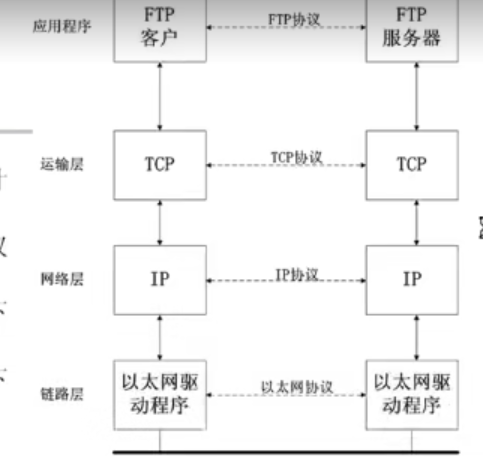 FTP
客户
FTP协议
FTP
服务器
应用程序
TCP
TCP协议
TCP
运输层
IP
IP协议
IP
网络层
以太网驱
动程序
以太网协议
以太网驱
动程序
链路层